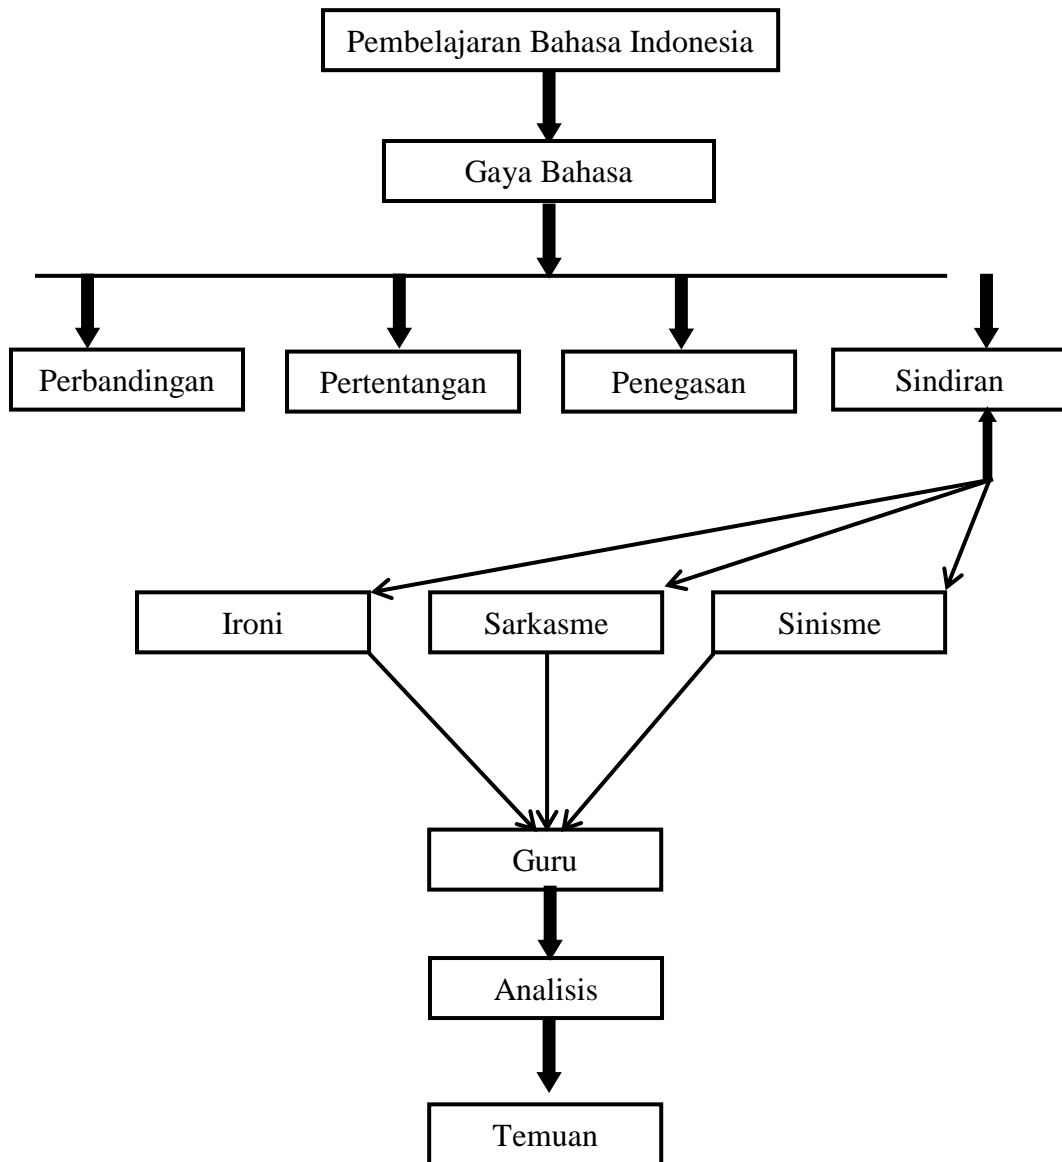 Pembelajaran Bahasa Indonesia
Gaya Bahasa
Perbandingan
Pertentangan
Penegasan
Sindiran
Ironi
Sarkasme
Sinisme
Guru
Analisis
Temuan